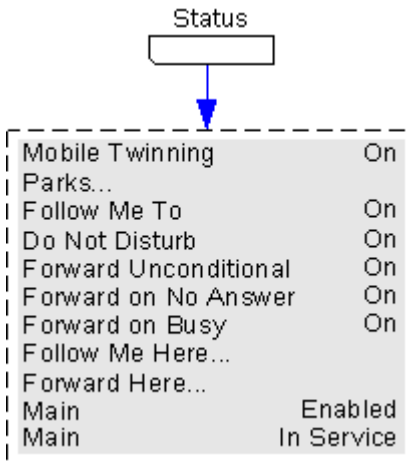 Status
Mobile Twinning On
Parks...
Follow Me To On
Do Not Disturb On
Forward Unconditional On
Forward on No Answer On
Forward on Busy On
Follow Me Here...
Forward Here...
Main Enabled
Main In Service